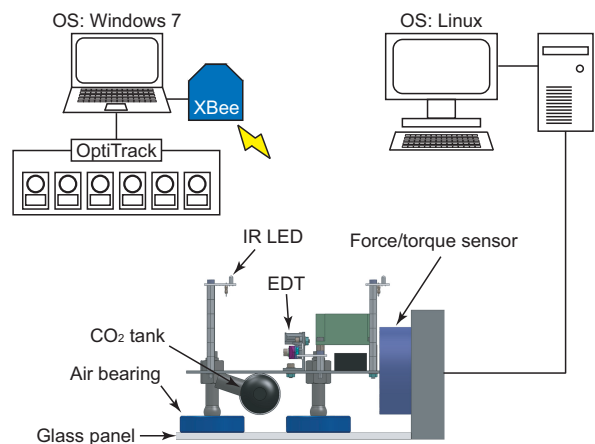 OS: Windows 7
OS: Linux
XBee
OptiTrack
IR LED
Force/torque sensor
EDT
CO₂ tank
Air bearing
Glass panel